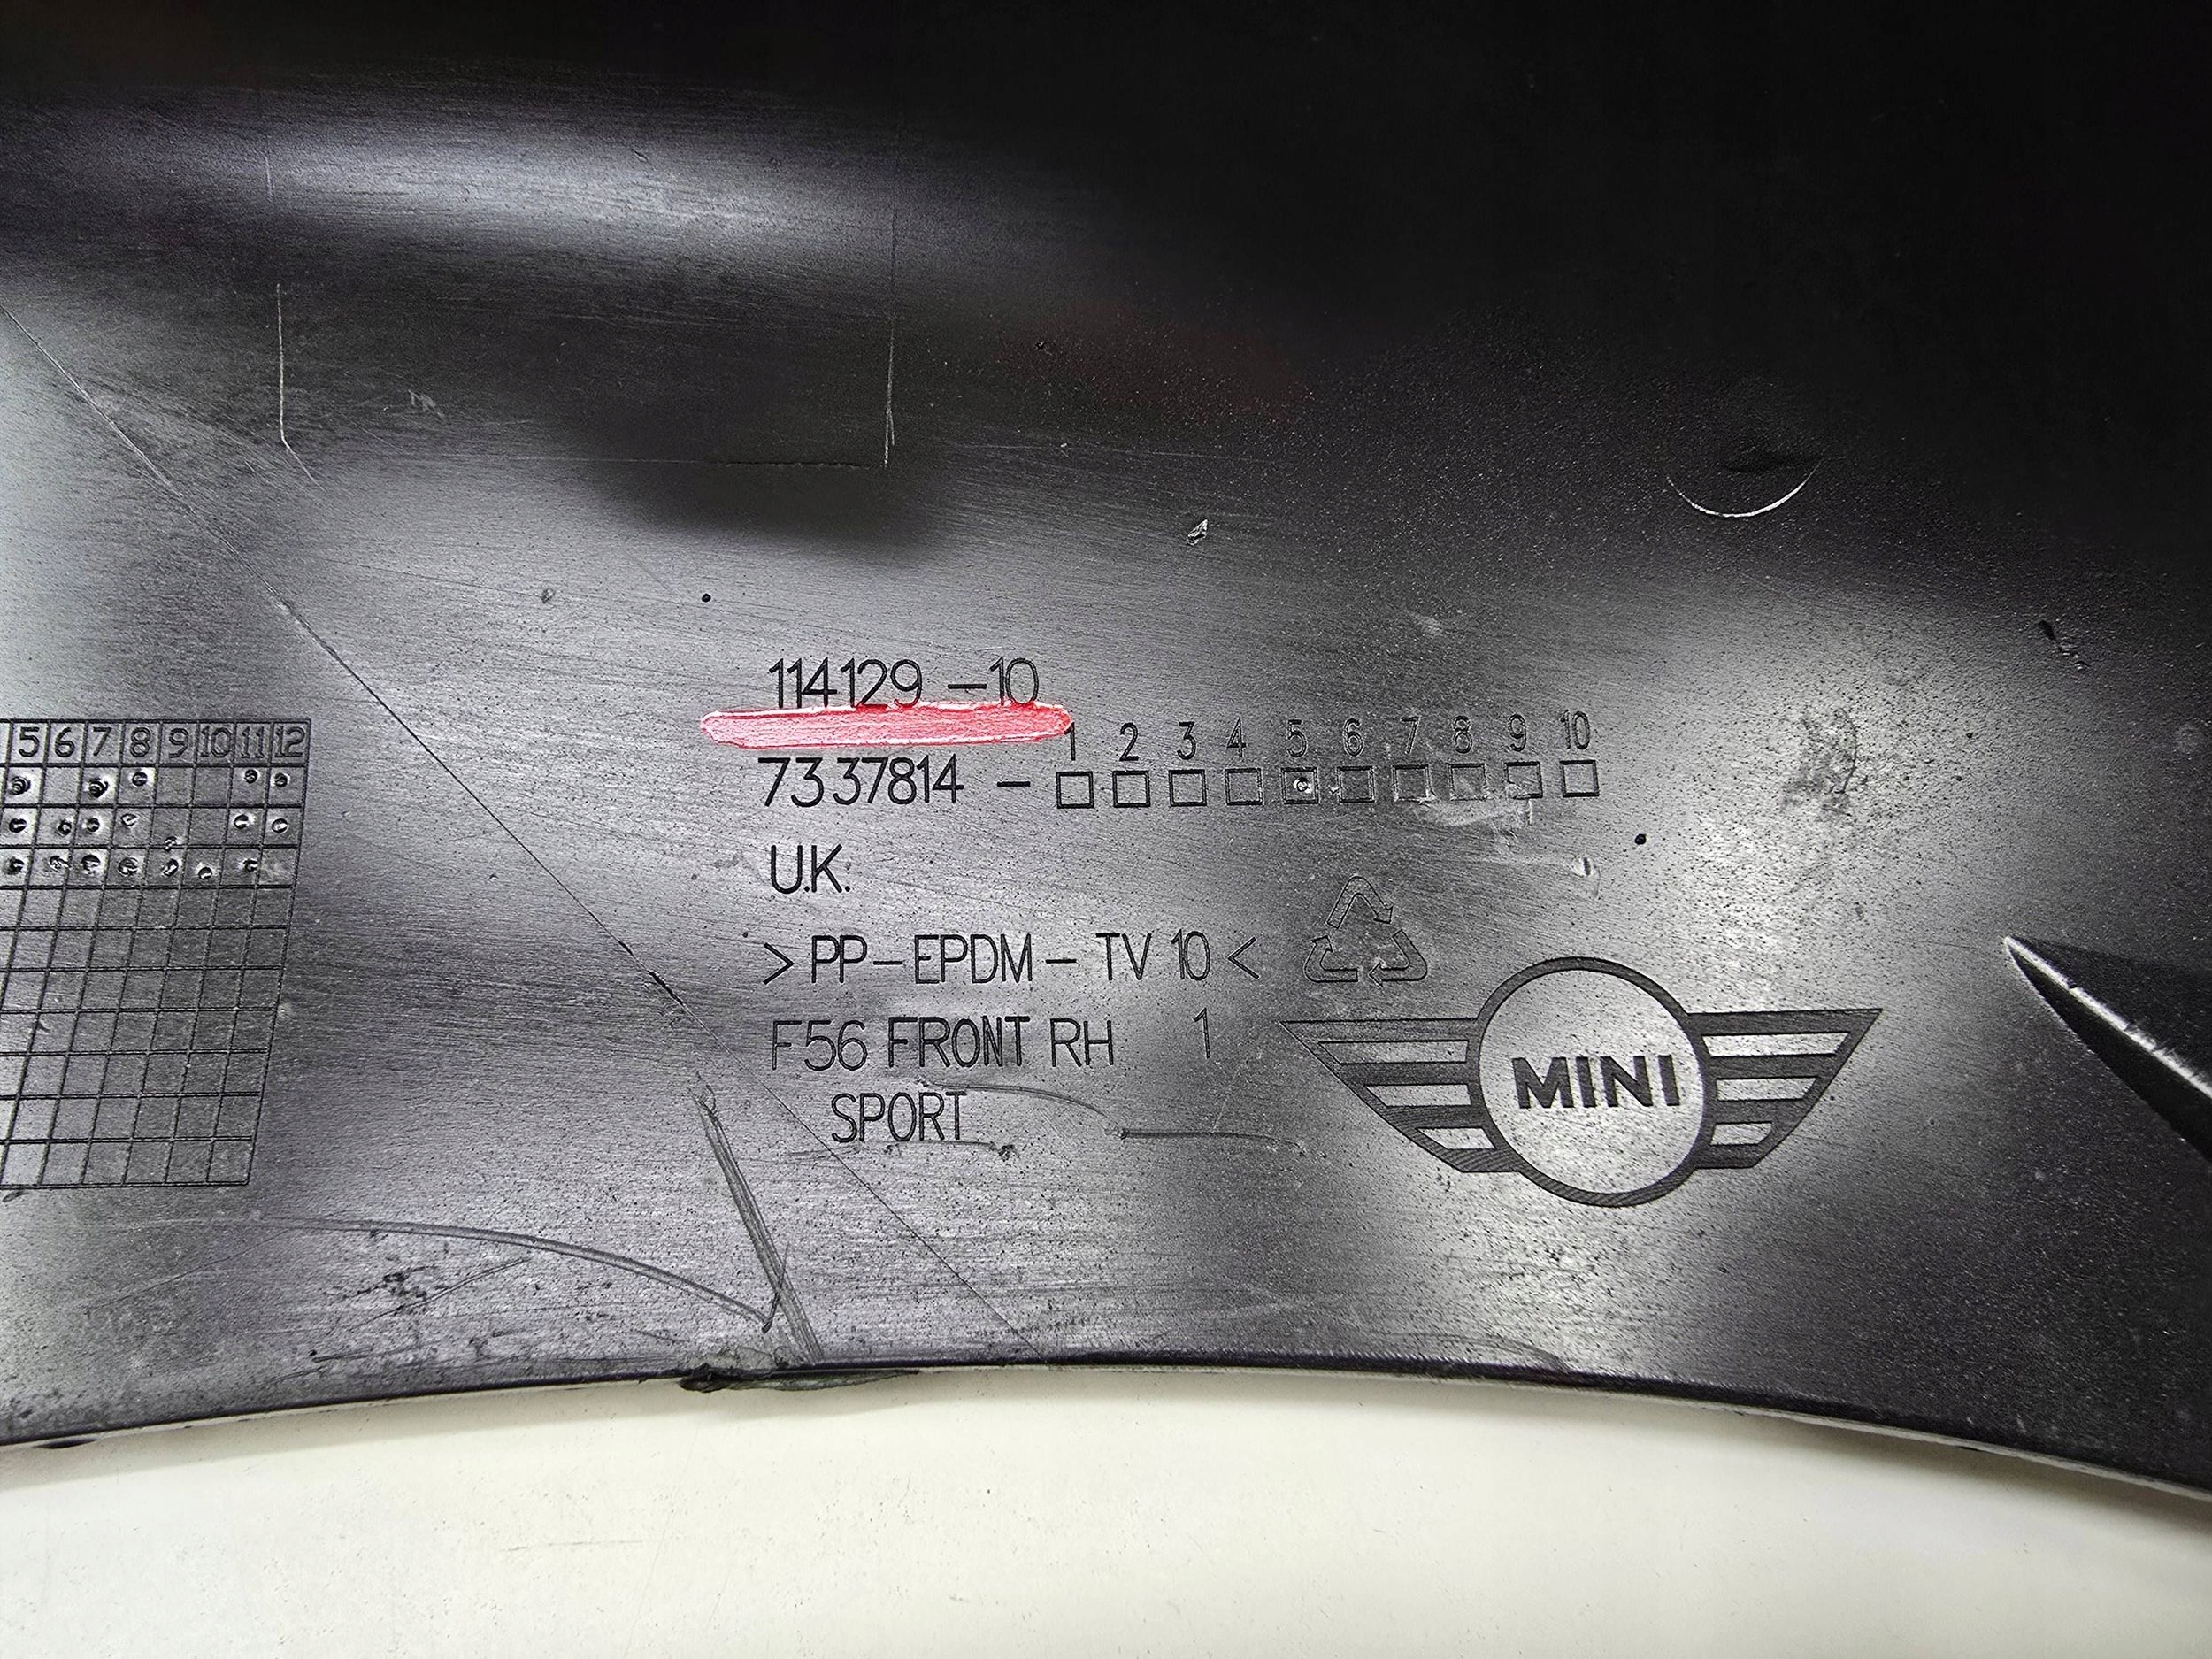 114129 -10
1 2 3 4 5 6 7 8 9 10
7337814 -
U.K.
>PP-EPDM- TV 10<
F56 FRONT RH 1
SPORT
MINI
5 6 7 8 9 10 11 12